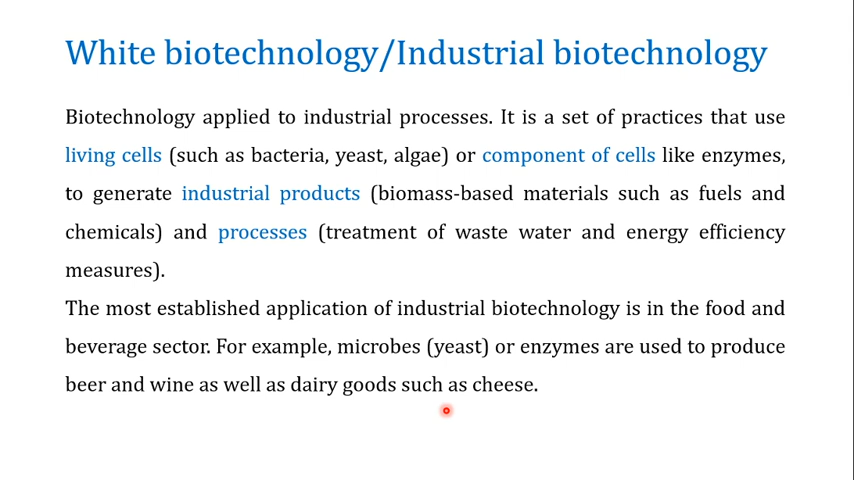 White biotechnology/Industrial biotechnology
Biotechnology applied to industrial processes. It is a set of practices that use
living cells (such as bacteria, yeast, algae) or component of cells like enzymes,
to generate industrial products (biomass-based materials such as fuels and
chemicals) and processes (treatment of waste water and energy efficiency
measures).
The most established application of industrial biotechnology is in the food and
beverage sector. For example, microbes (yeast) or enzymes are used to produce
beer and wine as well as dairy goods such as cheese.